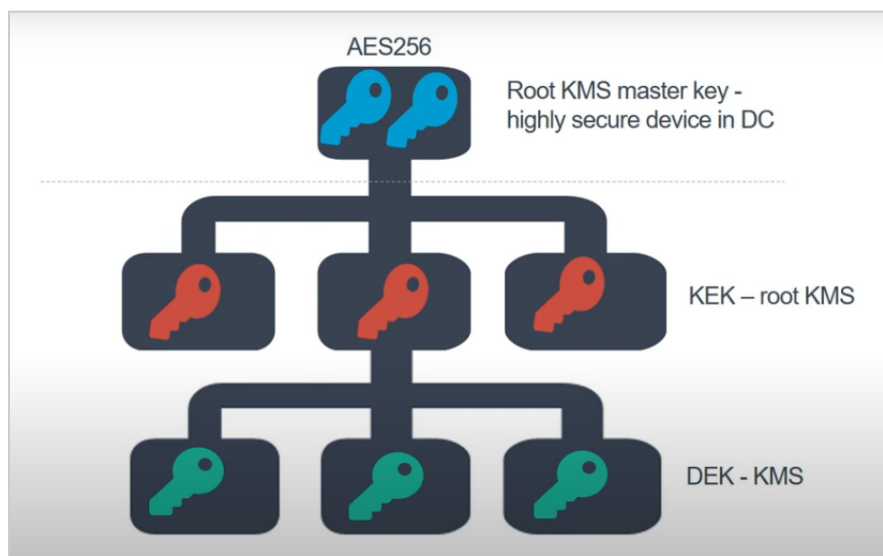 AES256
Root KMS master key -
highly secure device in DC
KEK – root KMS
DEK - KMS